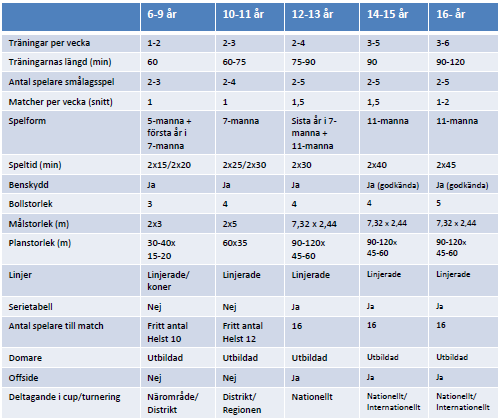 6-9 år 10-11 år 12-13 år 14-15 år 16- år
Träningar per vecka 1-2 2-3 2-4 3-5 3-6
Träningarnas längd (min) 60 60-75 75-90 90 90-120
Antal spelare smålagsspel 2-3 2-4 2-5 2-5 2-5
Matcher per vecka (snitt) 1 1 1,5 1,5 1-2
Spelform 5-manna + 7-manna Sista år i 7- 11-manna 11-manna
första år i manna +
7-manna 11-manna
Speltid (min) 2x15/2x20 2x25/2x30 2x30 2x40 2x45
Benskydd Ja Ja Ja Ja (godkända) Ja (godkända)
Bollstorlek 3 4 4 4 5
Målstorlek (m) 2x3 2x5 7,32 x 2,44 7,32 x 2,44 7,32 x 2,44
Planstorlek (m) 30-40x 60x35 90-120x 90-120x 90-120x
15-20 45-60 45-60 45-60
Linjer Linjerade/ Linjerade Linjerade Linjerade Linjerade
koner
Serietabell Nej Nej Ja Ja Ja
Antal spelare till match Fritt antal Fritt antal 16 16 16
Helst 10 Helst 12
Domare Utbildad Utbildad Utbildad Utbildad Utbildad
Offside Nej Nej Ja Ja Ja
Deltagande i cup/turnering Närområde/ Distrikt/ Nationellt Nationellt/ Nationellt/
Distrikt Regionen Internationellt Internationellt